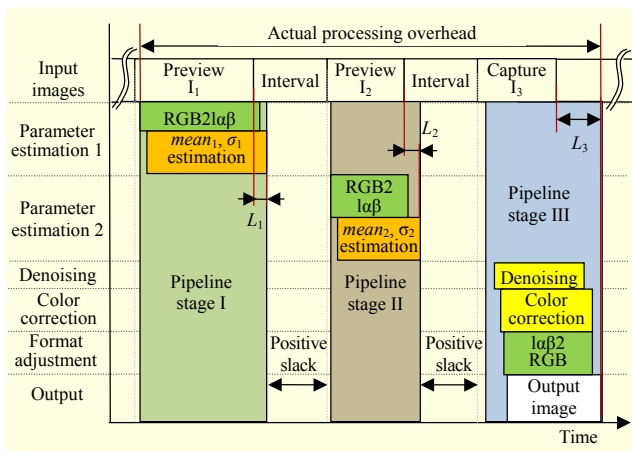 Actual processing overhead
Input
images
Preview
I₁
Interval
Preview
I₂
Interval
Capture
I₃
Parameter
estimation 1
RGB2lαβ
mean₁, σ₁
estimation
L₁
L₂
L₃
Parameter
estimation 2
RGB2
lαβ
mean₂, σ₂
estimation
Pipeline
stage I
Pipeline
stage II
Pipeline
stage III
Denoising
Denoising
Color
correction
Color
correction
Format
adjustment
Positive
slack
Positive
slack
lαβ2
RGB
Output
Output
image
Time